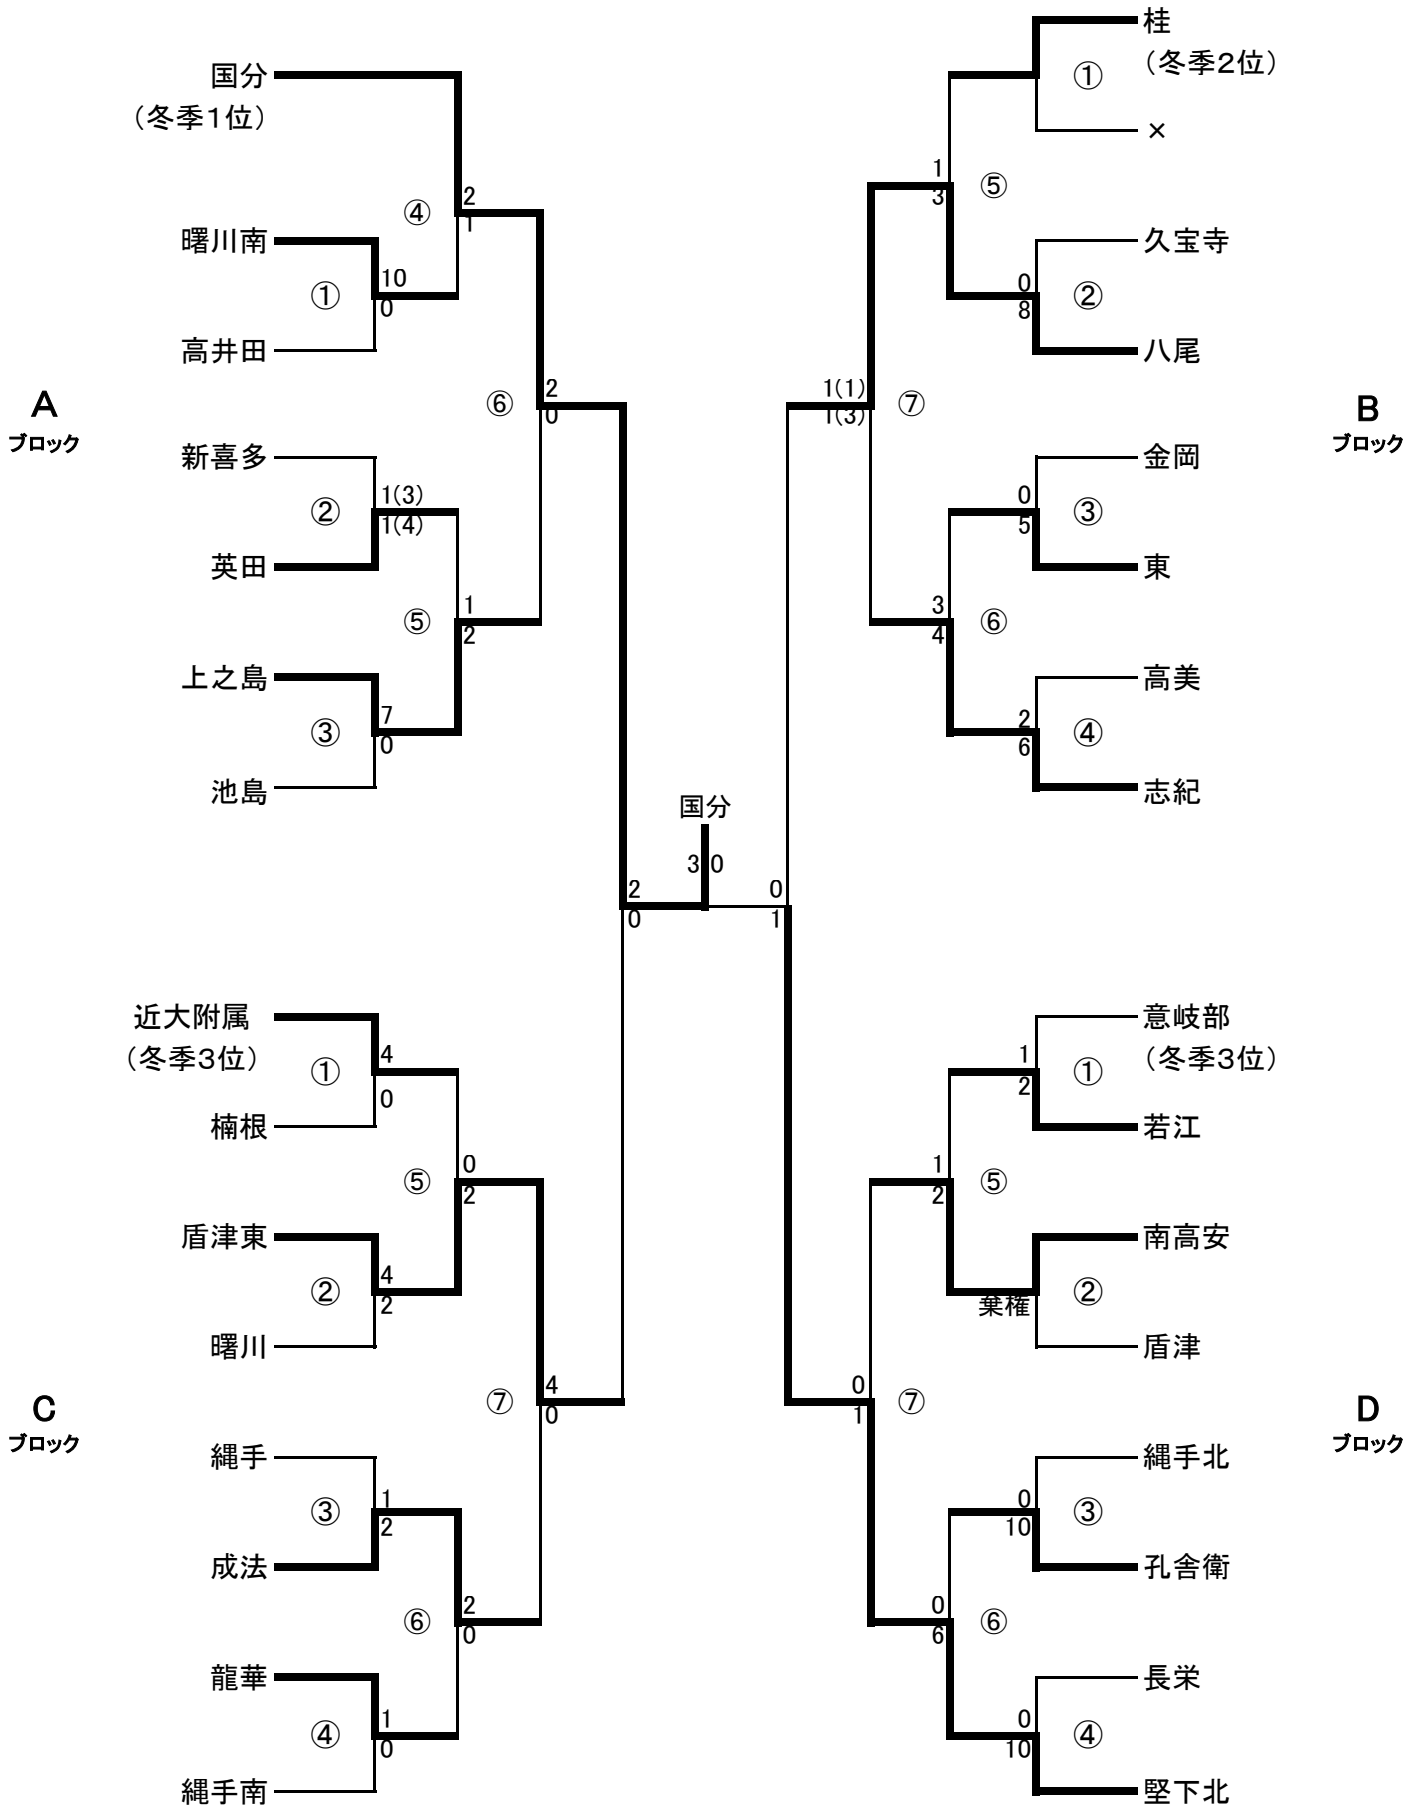 A
ブロック
国分
（冬季１位）
④
2
1
曙川南
①
10
0
高井田
⑥
2
0
新喜多
②
1(3)
1(4)
英田
⑤
1
2
上之島
③
7
0
池島
B
ブロック
桂
（冬季２位）
①
×
1
3
⑤
久宝寺
0
8
②
八尾
1(1)
1(3)
⑦
金岡
0
5
③
東
3
4
⑥
高美
2
6
④
志紀
国分
3
0
2
0
0
1
C
ブロック
近大附属
（冬季３位）
①
4
0
楠根
⑤
0
2
盾津東
②
4
2
曙川
⑦
4
0
縄手
③
1
2
成法
⑥
2
0
龍華
④
1
0
縄手南
D
ブロック
意岐部
（冬季３位）
1
2
①
若江
1
2
⑤
南高安
棄権
②
盾津
0
1
⑦
縄手北
0
10
③
孔舎衛
0
6
⑥
長栄
0
10
④
堅下北